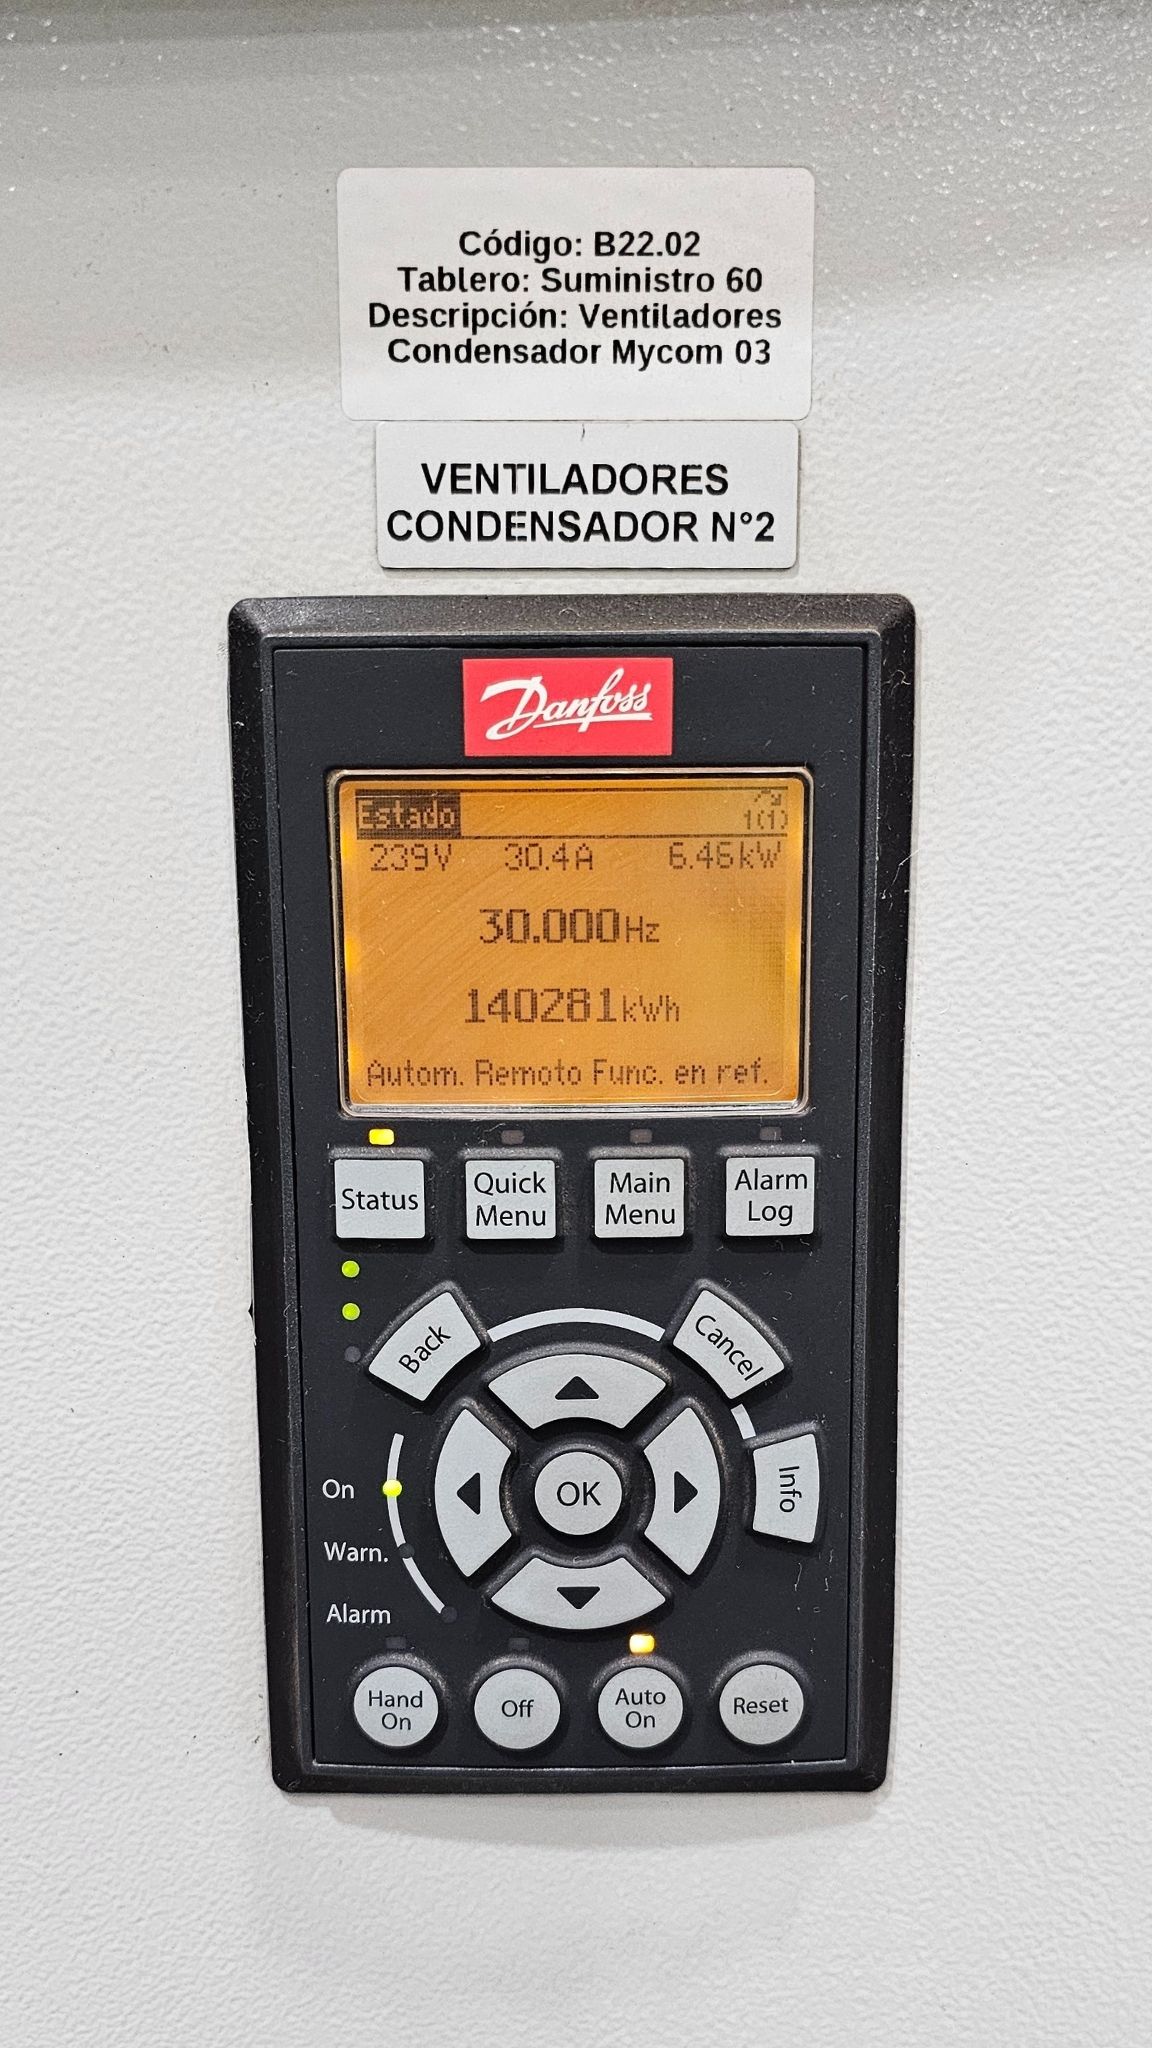 Código: B22.02
Tablero: Suministro 60
Descripción: Ventiladores
Condensador Mycom 03
VENTILADORES
CONDENSADOR N°2
Danfoss
Estado 1(1)
239V 30.4A 6.46kW
30.000Hz
140281kWh
Autom. Remoto Func. en ref.
Status Quick Menu Main Menu Alarm Log
Back Cancel
Info
OK
On
Warn.
Alarm
Hand On Off Auto On Reset